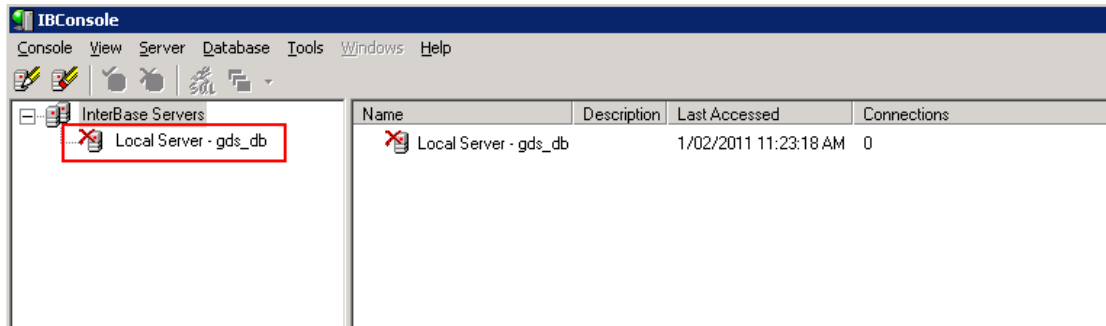 IBConsole
Console View Server Database Tools Windows Help
SQL
InterBase Servers
Local Server - gds_db
Name Description Last Accessed Connections
Local Server - gds_db 1/02/2011 11:23:18 AM 0